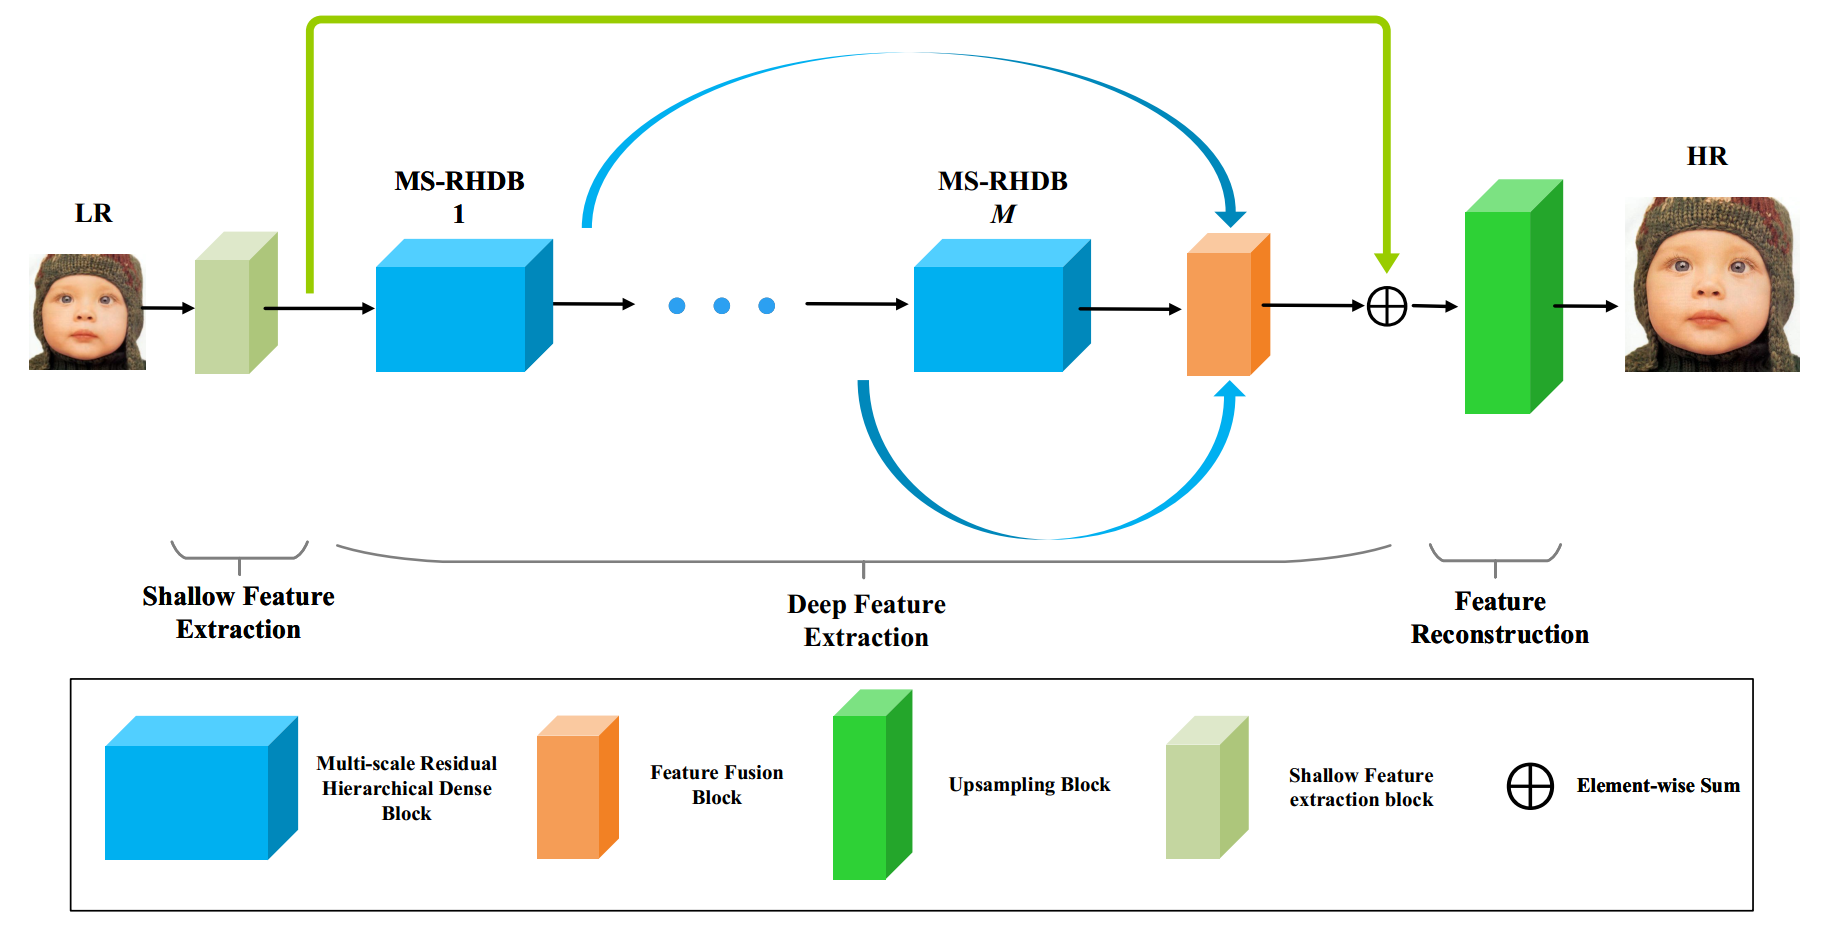 LR
MS-RHDB
1
MS-RHDB
M
HR
Shallow Feature
Extraction
Deep Feature
Extraction
Feature
Reconstruction
Multi-scale Residual
Hierarchical Dense
Block
Feature Fusion
Block
Upsampling Block
Shallow Feature
extraction block
Element-wise Sum